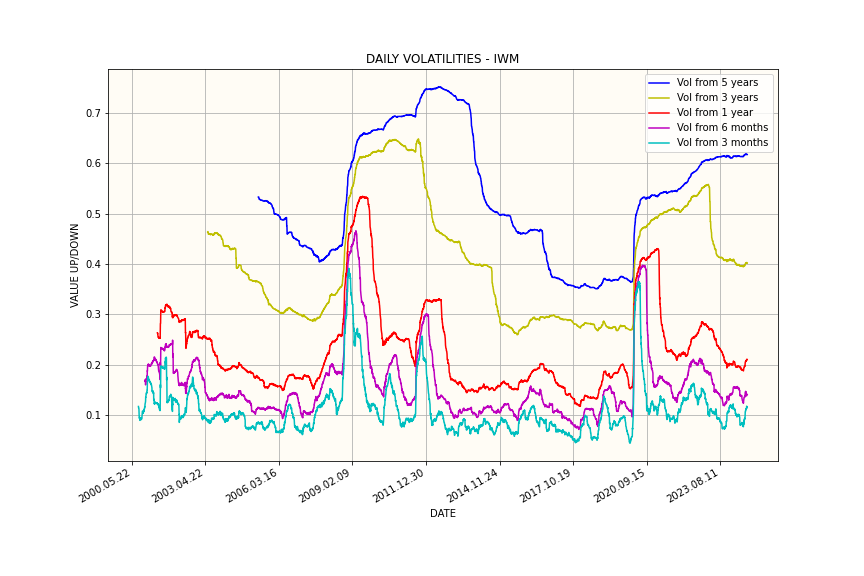 DAILY VOLATILITIES - IWM
Vol from 5 years
Vol from 3 years
Vol from 1 year
Vol from 6 months
Vol from 3 months
VALUE UP/DOWN
0.7
0.6
0.5
0.4
0.3
0.2
0.1
2000.05.22
2003.04.22
2006.03.16
2009.02.09
2011.12.30
2014.11.24
2017.10.19
2020.09.15
2023.08.11
DATE